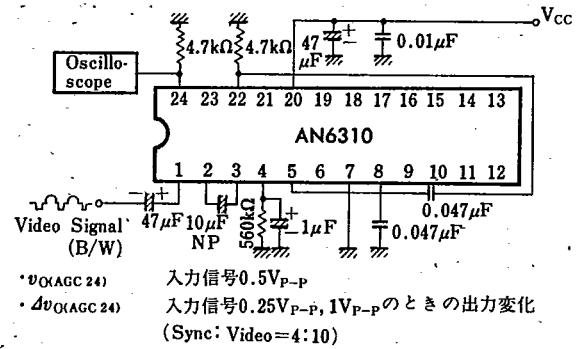 4.7kΩ 4.7kΩ 47 μF 0.01μF VCC
Oscillo-
scope
24 23 22 21 20 19 18 17 16 15 14 13
AN6310
1 2 3 4 5 6 7 8 9 10 11 12
Video Signal
(B/W)
47μF
10μF
NP
560kΩ
1μF
0.047μF
0.047μF
・vO(AGC 24) 入力信号0.5VP-P
・ΔvO(AGC 24) 入力信号0.25VP-P, 1VP-Pのときの出力変化
(Sync: Video=4:10)